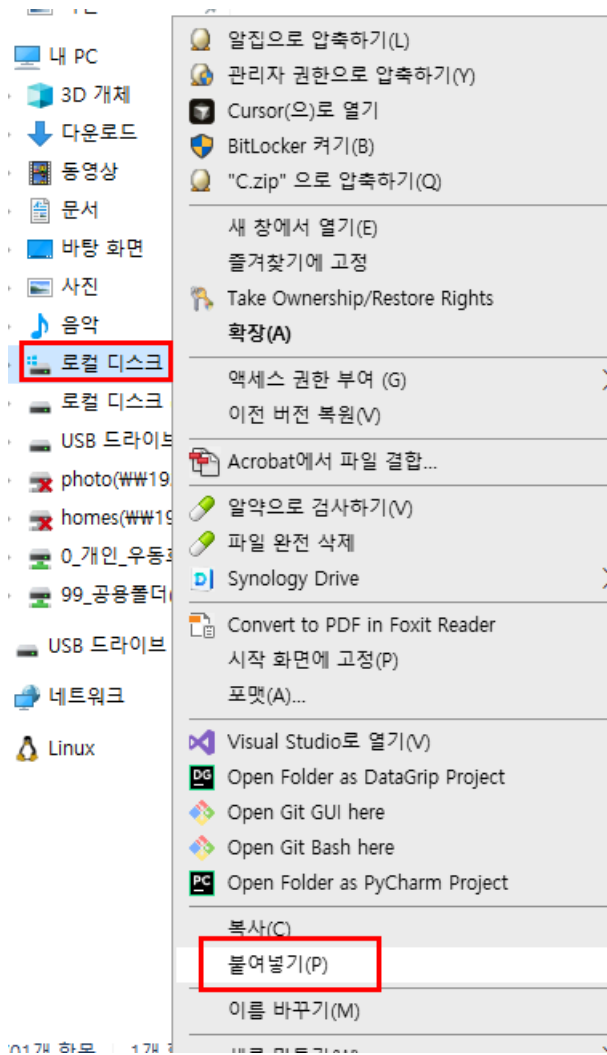 내 PC
3D 개체
다운로드
동영상
문서
바탕 화면
사진
음악
로컬 디스크
로컬 디스크
USB 드라이브
photo(₩₩19
homes(₩₩19
0_개인_우동
99_공용폴더(
USB 드라이브
네트워크
Linux
1개
알집으로 압축하기(L)
관리자 권한으로 압축하기(Y)
Cursor(으)로 열기
BitLocker 켜기(B)
"C.zip" 으로 압축하기(Q)
새 창에서 열기(E)
즐겨찾기에 고정
Take Ownership/Restore Rights
확장(A)
액세스 권한 부여 (G)
이전 버전 복원(V)
Acrobat에서 파일 결합...
알약으로 검사하기(V)
파일 완전 삭제
Synology Drive
Convert to PDF in Foxit Reader
시작 화면에 고정(P)
포맷(A)...
Visual Studio로 열기(V)
DG Open Folder as DataGrip Project
Open Git GUI here
Open Git Bash here
PC Open Folder as PyCharm Project
복사(C)
붙여넣기(P)
이름 바꾸기(M)